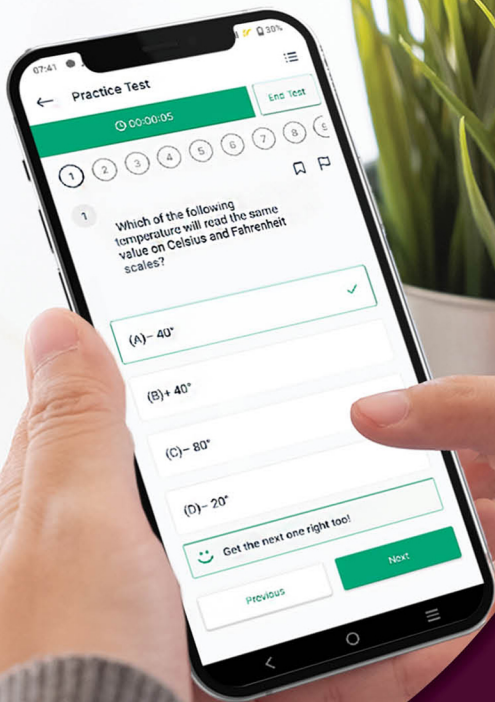 07:41
30%
Practice Test
00:00:05
End Test
1 2 3 4 5 6 7 8 9
1
Which of the following
temperature will read the same
value on Celsius and Fahrenheit
scales?
(A)− 40°
(B)+ 40°
(C)− 80°
(D)− 20°
Get the next one right too!
Previous
Next